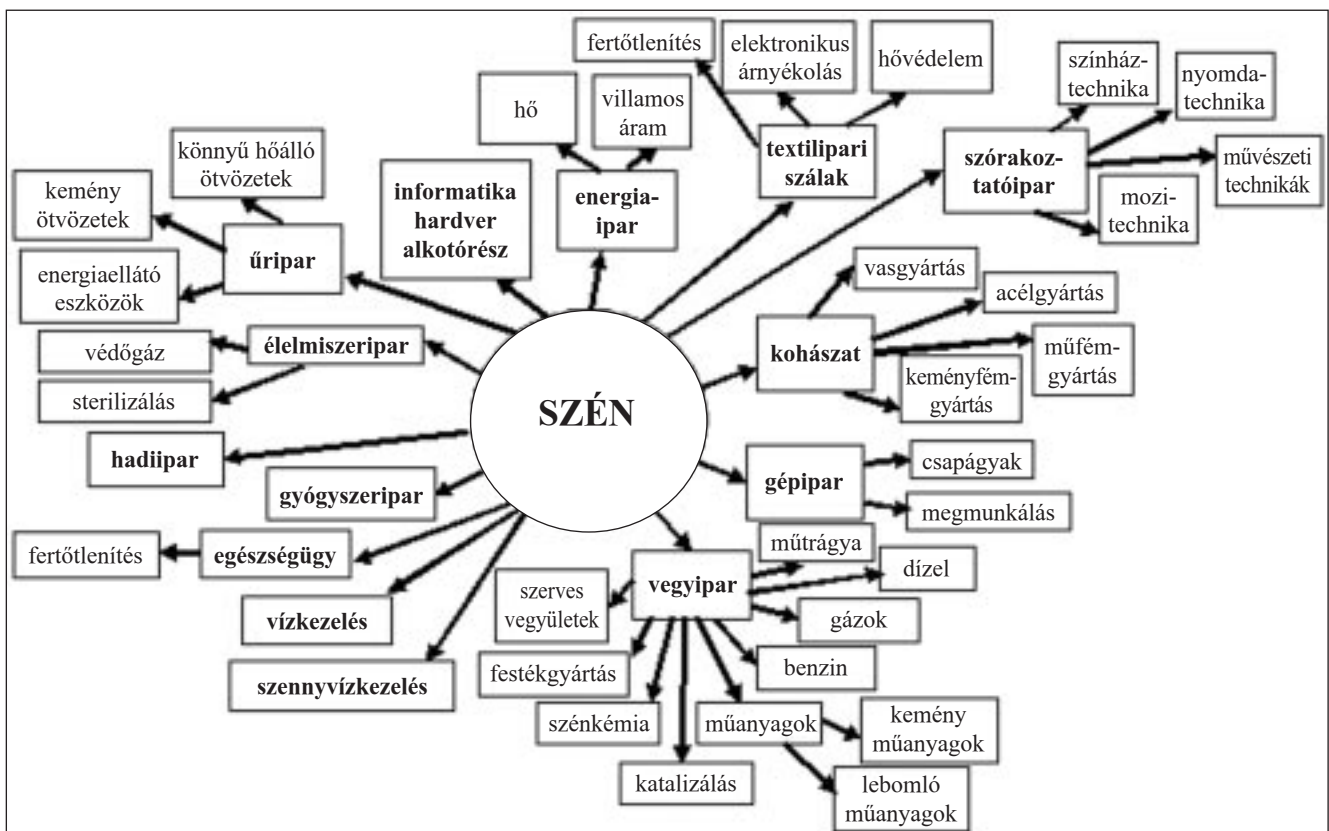 fertőtlenítés
elektronikus
árnyékolás
hővédelem
színház-
technika
nyomda-
technika
művészeti
technikák
mozi-
technika
szórakoz-
tatóipar
textilipari
szálak
hő
villamos
áram
energia-
ipar
informatika
hardver
alkotórész
könnyű hőálló
ötvözetek
kemény
ötvözetek
energiaellátó
eszközök
űripar
védőgáz
sterilizálás
élelmiszeripar
hadiipar
gyógyszeripar
fertőtlenítés
egészségügy
vízkezelés
szennyvízkezelés
SZÉN
vasgyártás
acélgyártás
műfém-
gyártás
keményfém-
gyártás
kohászat
gépipar
csapágyak
megmunkálás
vegyipar
műtrágya
dízel
gázok
benzin
szerves
vegyületek
festékgyártás
szénkémia
katalizálás
műanyagok
kemény
műanyagok
lebomló
műanyagok